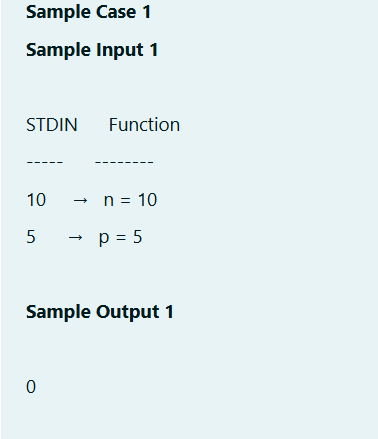 Sample Case 1
Sample Input 1
STDIN Function
----- --------
10 → n = 10
5 → p = 5
Sample Output 1
0